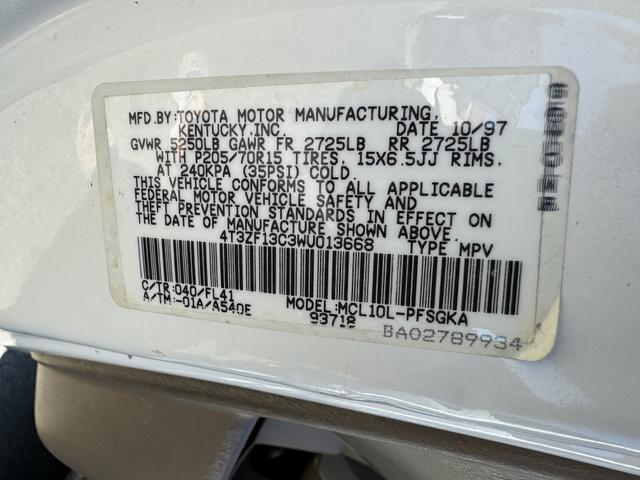 MFD.BY:TOYOTA MOTOR MANUFACTURING,
KENTUCKY,INC. DATE 10/97
GVWR 5250LB GAWR FR 2725LB RR 2725LB
WITH P205/70R15 TIRES, 15X6.5JJ RIMS.
AT 240KPA (35PSI) COLD.
THIS VEHICLE CONFORMS TO ALL APPLICABLE
FEDERAL MOTOR VEHICLE SAFETY AND
THEFT PREVENTION STANDARDS IN EFFECT ON
THE DATE OF MANUFACTURE SHOWN ABOVE.
4T3ZF13C3WU013668 TYPE MPV
C/TR:040/FL41 MODEL:MCL10L-PFSGKA
A/TM:-01A/A540E 93718
BA02789934